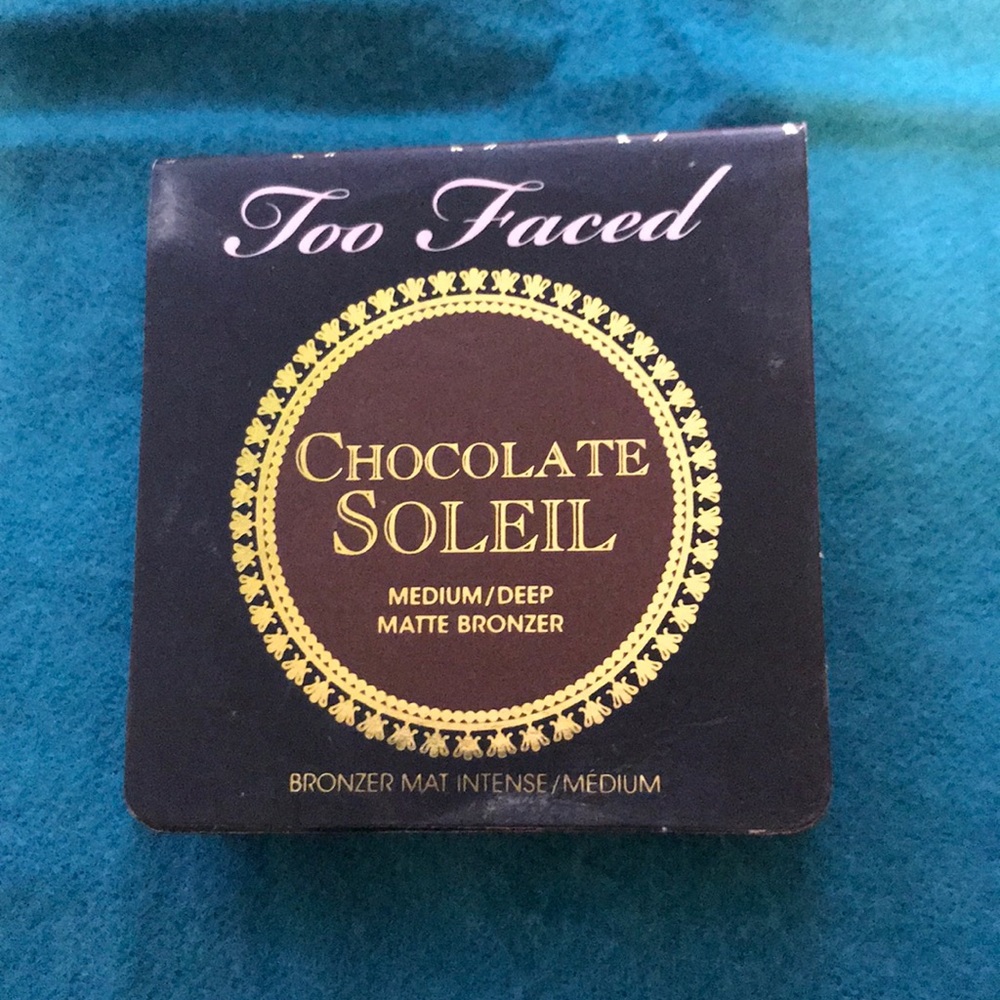 Too Faced
CHOCOLATE
SOLEIL
MEDIUM/DEEP
MATTE BRONZER
BRONZER MAT INTENSE/MÉDIUM